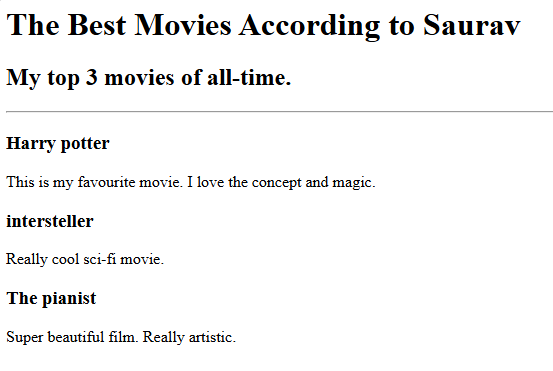 The Best Movies According to Saurav
My top 3 movies of all-time.
Harry potter
This is my favourite movie. I love the concept and magic.
intersteller
Really cool sci-fi movie.
The pianist
Super beautiful film. Really artistic.